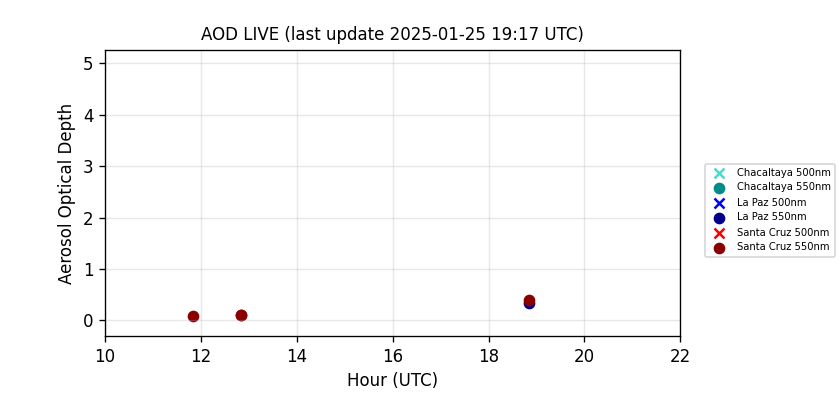 AOD LIVE (last update 2025-01-25 19:17 UTC)
Aerosol Optical Depth
5
4
3
2
1
0
10 12 14 16 18 20 22
Hour (UTC)
Chacaltaya 500nm
Chacaltaya 550nm
La Paz 500nm
La Paz 550nm
Santa Cruz 500nm
Santa Cruz 550nm